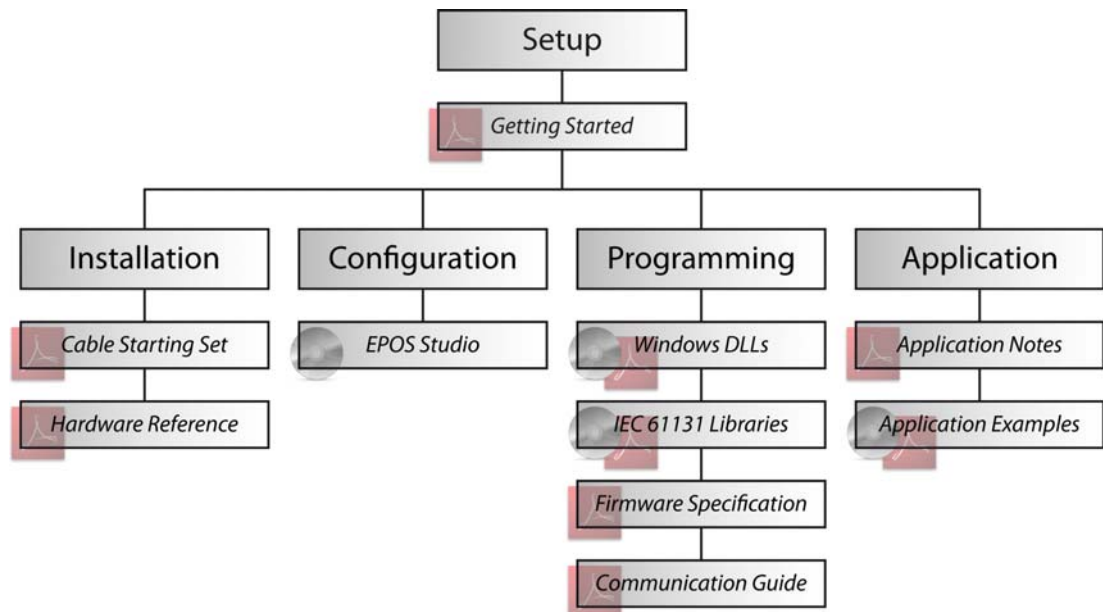 Setup
Getting Started
Installation
Cable Starting Set
Hardware Reference
Configuration
EPOS Studio
Programming
Windows DLLs
IEC 61131 Libraries
Firmware Specification
Communication Guide
Application
Application Notes
Application Examples